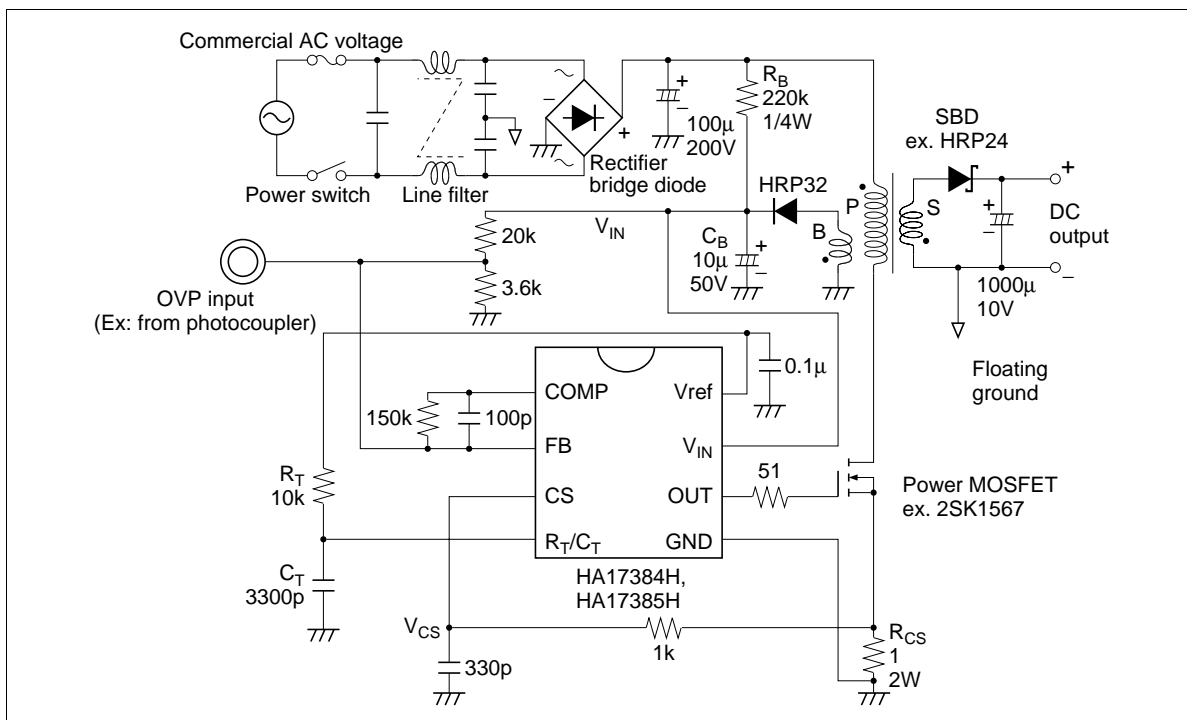 Commercial AC voltage
Power switch
Line filter
−
+
Rectifier
bridge diode
+
−
100μ
200V
R_B
220k
1/4W
SBD
ex. HRP24
HRP32
P
S
B
+
−
DC
output
+
−
1000μ
10V
Floating
ground
V_IN
C_B
10μ
50V
+
−
20k
3.6k
OVP input
(Ex: from photocoupler)
0.1μ
150k
100p
COMP
FB
CS
R_T/C_T
Vref
V_IN
OUT
GND
HA17384H,
HA17385H
R_T
10k
C_T
3300p
51
Power MOSFET
ex. 2SK1567
V_CS
330p
1k
R_CS
1
2W